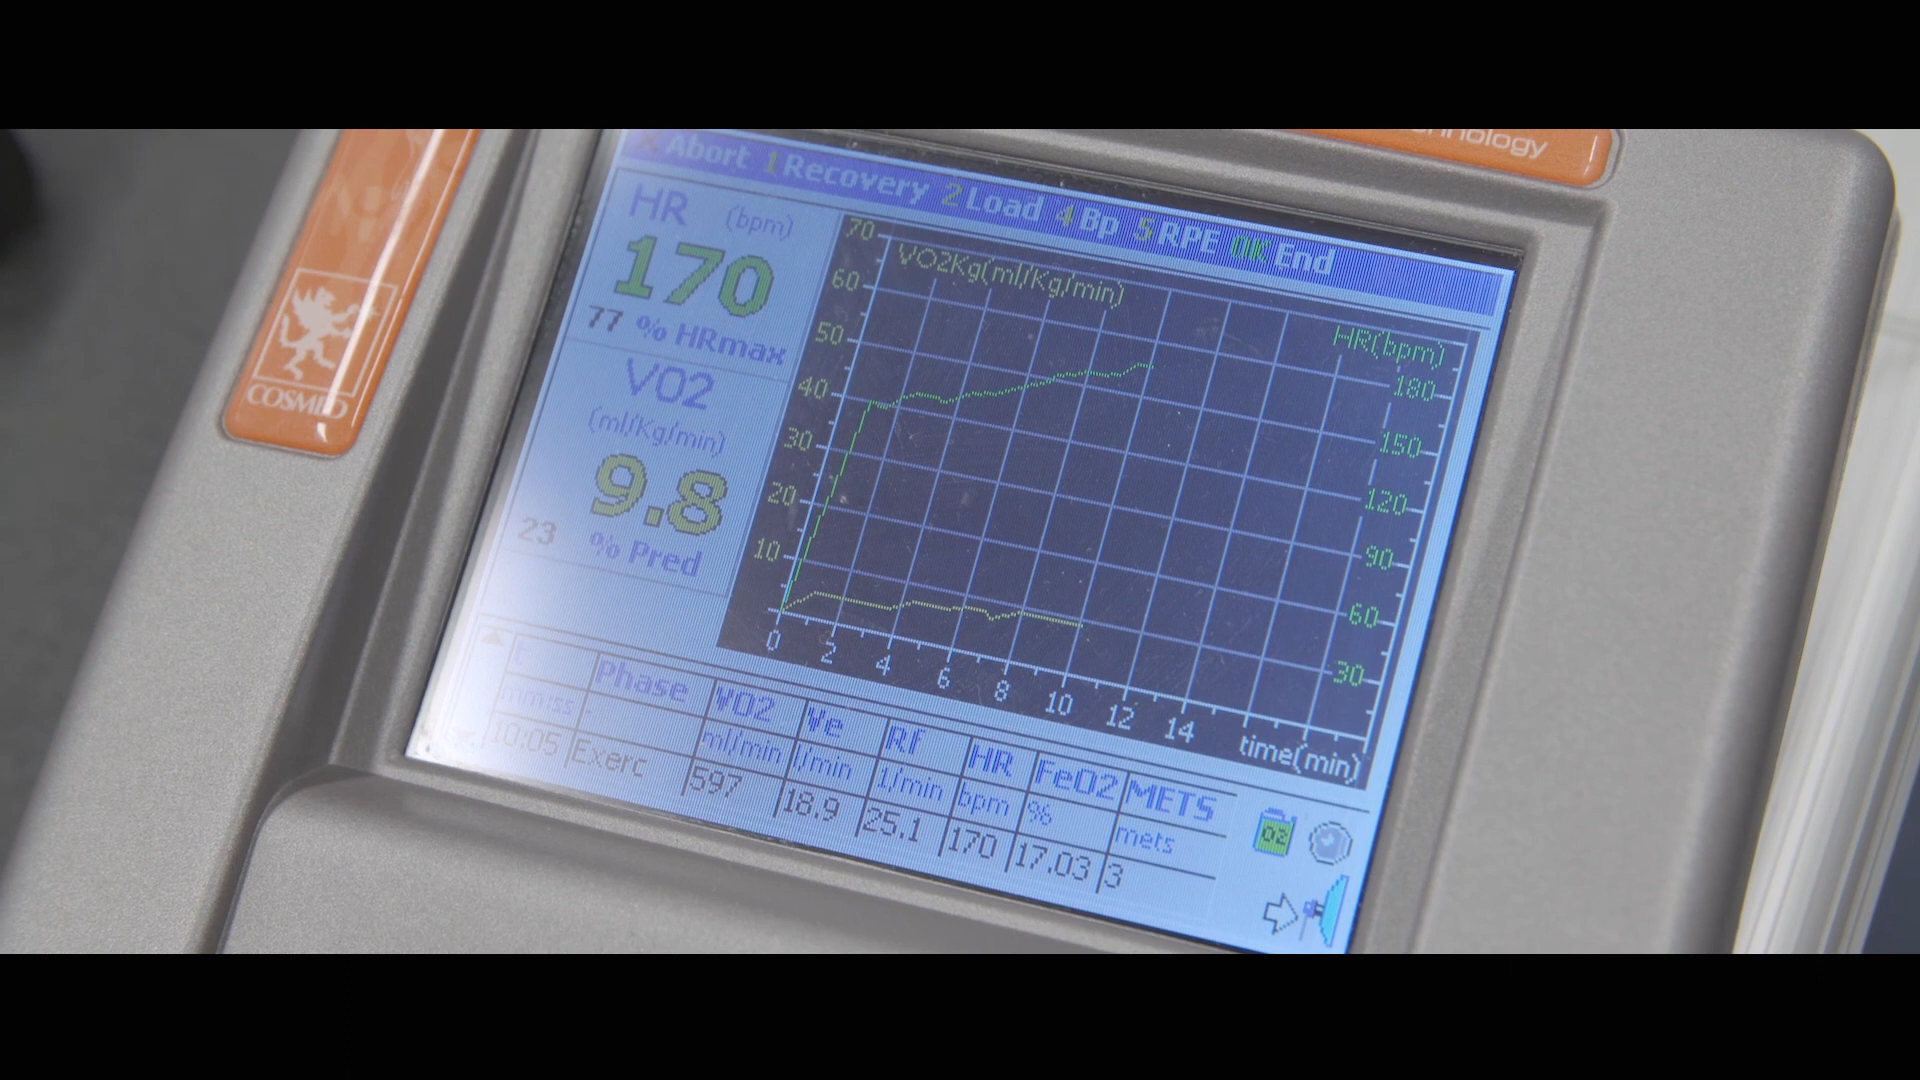 Abort 1 Recovery 2 Load 4 Bp 5 RPE OK End
HR (bpm)
170
77 % HRmax
VO2
(ml/Kg/min)
9.8
23 % Pred
VO2Kg(ml/Kg/min)
HR(bpm)
70
60
50
40
30
20
10
180
150
120
90
60
30
0 2 4 6 8 10 12 14 time(min)
t Phase VO2 Ve Rf HR FeO2 METS
mm:ss - ml/min l/min 1/min bpm % mets
10:05 Exerc 597 18.9 25.1 170 17.03 3
O2
COSMED